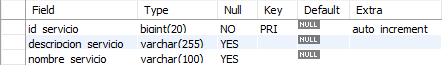 Field Type Null Key Default Extra
id_servicio bigint(20) NO PRI NULL auto_increment
descripcion_servicio varchar(255) YES NULL
nombre_servicio varchar(100) YES NULL